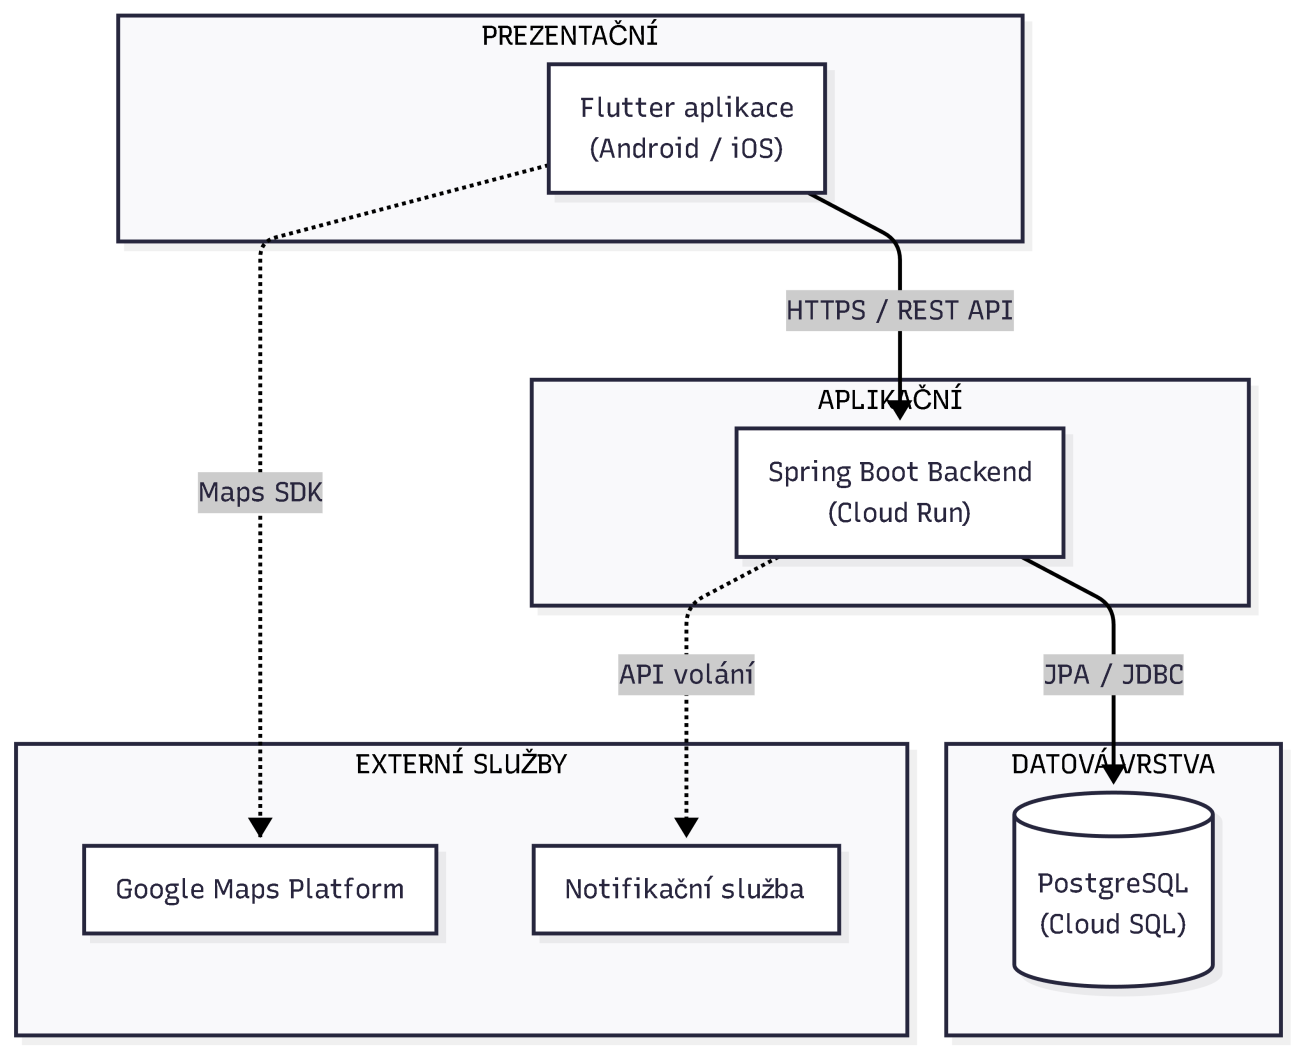 PREZENTAČNÍ
Flutter aplikace
(Android / iOS)
HTTPS / REST API
APLIKAČNÍ
Spring Boot Backend
(Cloud Run)
Maps SDK
API volání
JPA / JDBC
EXTERNÍ SLUŽBY
DATOVÁ VRSTVA
Google Maps Platform
Notifikační služba
PostgreSQL
(Cloud SQL)